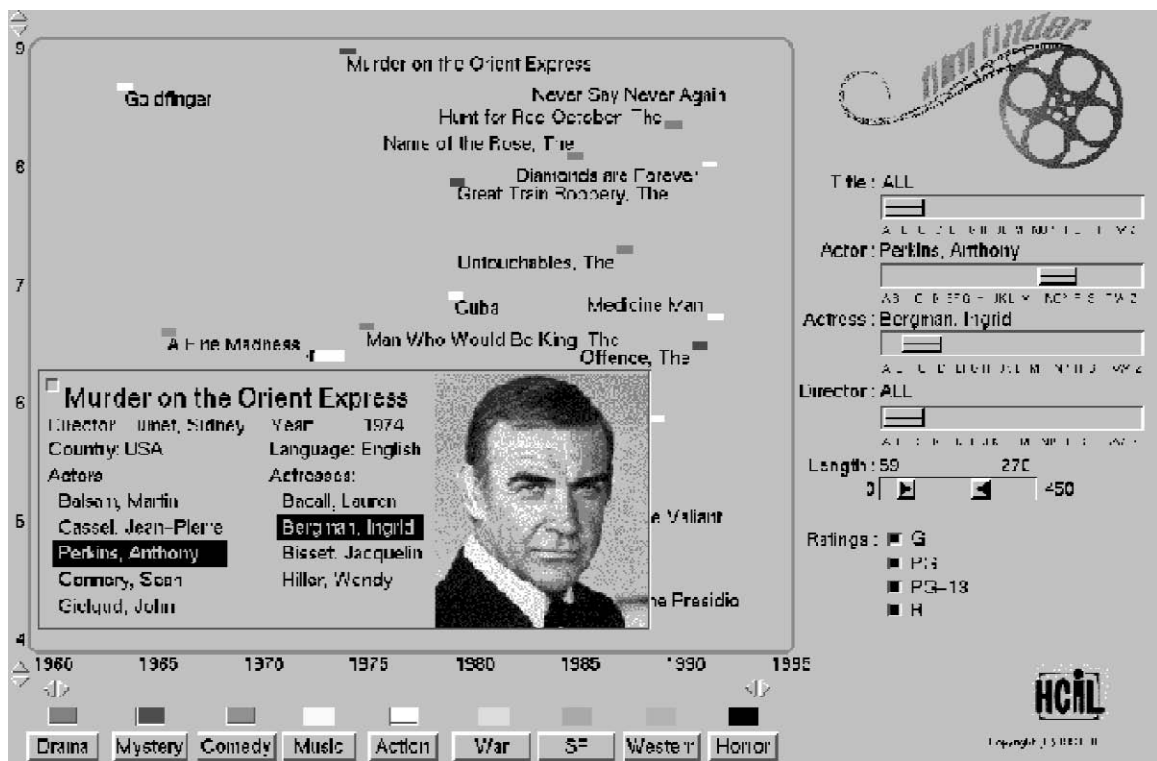 film finder
9
Murder on the Orient Express
Goldfinger
Never Say Never Again
Hunt for Red October, The
Name of the Rose, The
8
Diamonds are Forever
Great Train Robbery, The
Untouchables, The
7
Cuba
Medicine Man
A Fine Madness
Man Who Would Be King, The
Offence, The
6
Murder on the Orient Express
Director: Lumet, Sidney Year: 1974
Country: USA Language: English
Actors Actresses:
Balsam, Martin Bacall, Lauren
Cassel, Jean-Pierre Bergman, Ingrid
Perkins, Anthony Bisset, Jacquelin
Connery, Sean Hiller, Wendy
Gielgud, John
5
e Valiant
he Presidio
4
1960 1965 1970 1975 1980 1985 1990 1995
Drama Mystery Comedy Music Action War SF Western Horror
Title: ALL
Actor: Perkins, Anthony
Actress: Bergman, Ingrid
Director: ALL
Length: 59 270
0 450
Ratings: G
PG
PG-13
R
HCIL